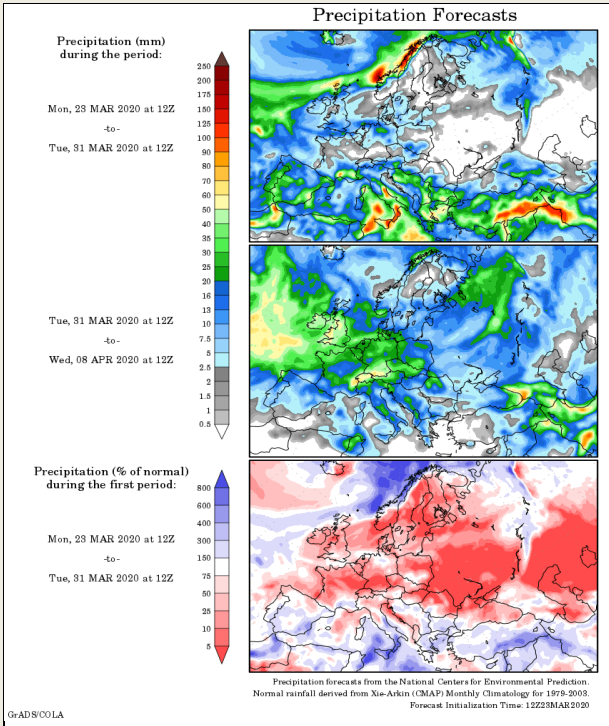 Precipitation Forecasts
Precipitation (mm)
during the period:
Mon, 23 MAR 2020 at 12Z
-to-
Tue, 31 MAR 2020 at 12Z
250
200
175
150
125
100
90
80
70
60
50
40
35
30
25
20
16
13
10
7.5
5
2.5
2
1.5
1
0.5
Tue, 31 MAR 2020 at 12Z
-to-
Wed, 08 APR 2020 at 12Z
Precipitation (% of normal)
during the first period:
Mon, 23 MAR 2020 at 12Z
-to-
Tue, 31 MAR 2020 at 12Z
800
600
400
300
150
75
50
25
10
5
Precipitation forecasts from the National Centers for Environmental Prediction.
Normal rainfall derived from Xie-Arkin (CMAP) Monthly Climatology for 1979-2003.
Forecast Initialization Time: 12Z23MAR2020
GrADS/COLA